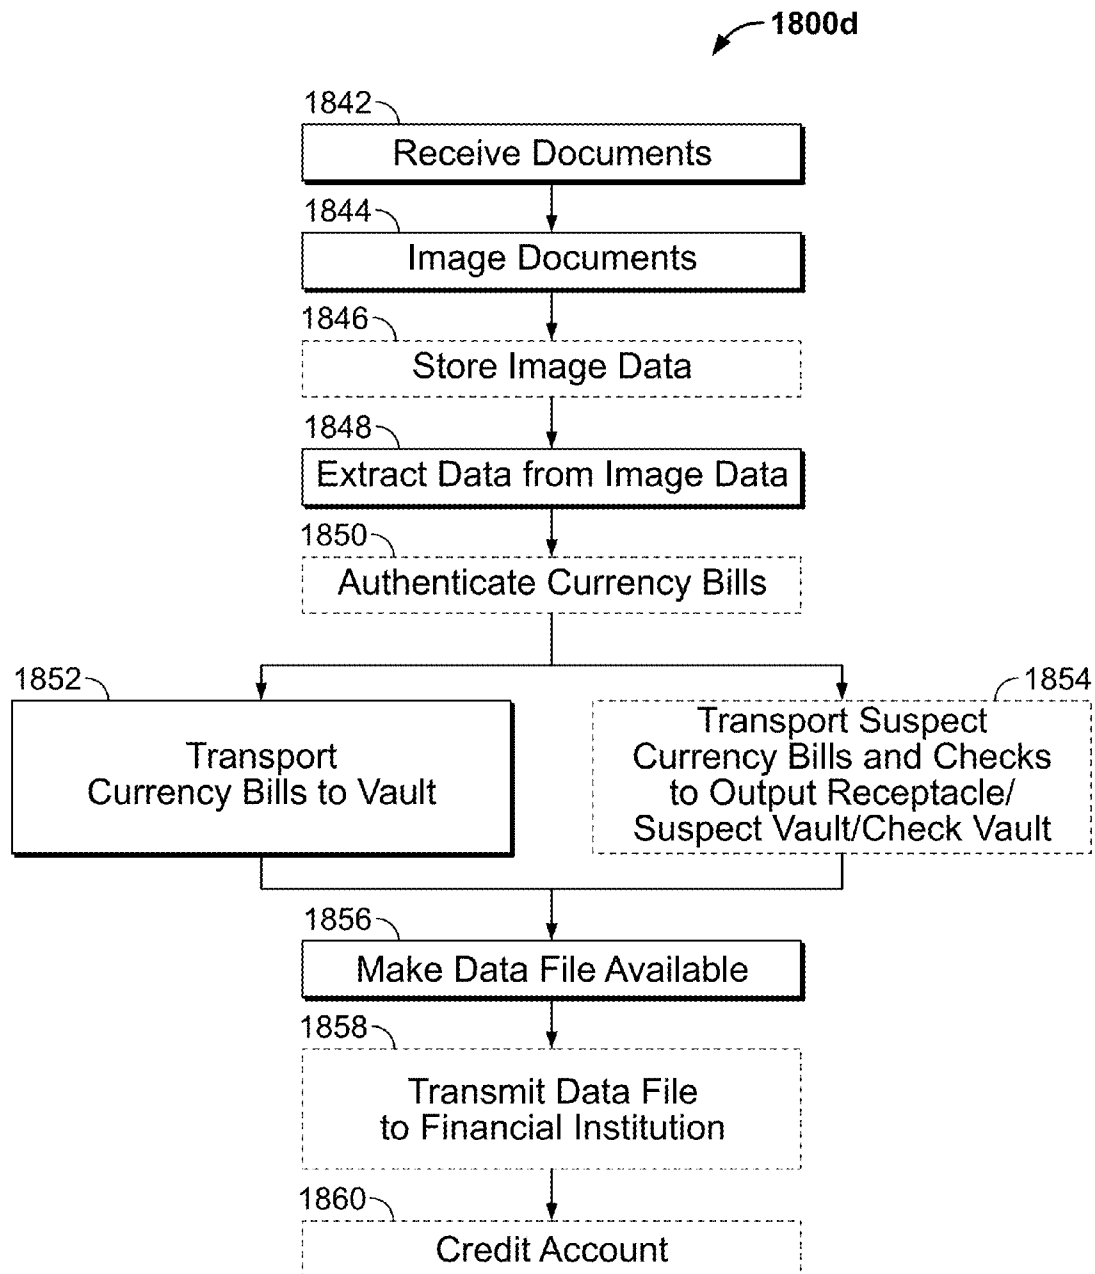 1800d
1842
Receive Documents
1844
Image Documents
1846
Store Image Data
1848
Extract Data from Image Data
1850
Authenticate Currency Bills
1852
Transport
Currency Bills to Vault
1854
Transport Suspect
Currency Bills and Checks
to Output Receptacle/
Suspect Vault/Check Vault
1856
Make Data File Available
1858
Transmit Data File
to Financial Institution
1860
Credit Account